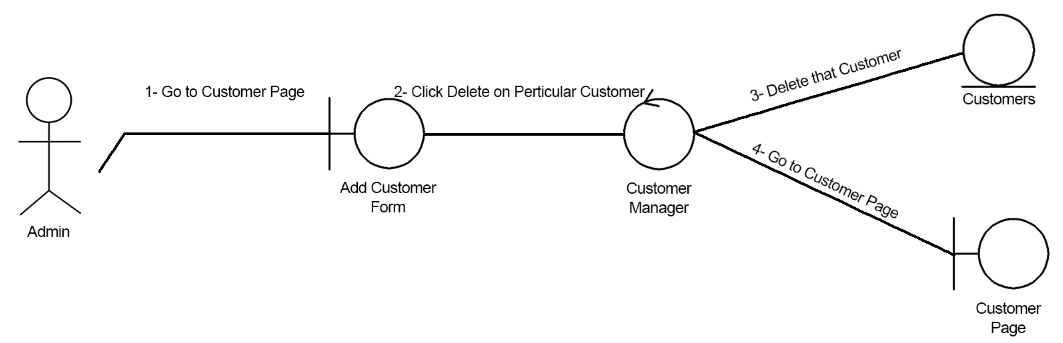 1- Go to Customer Page
2- Click Delete on Perticular Customer
3- Delete that Customer
Customers
4- Go to Customer Page
Add Customer
Form
Customer
Manager
Admin
Customer
Page